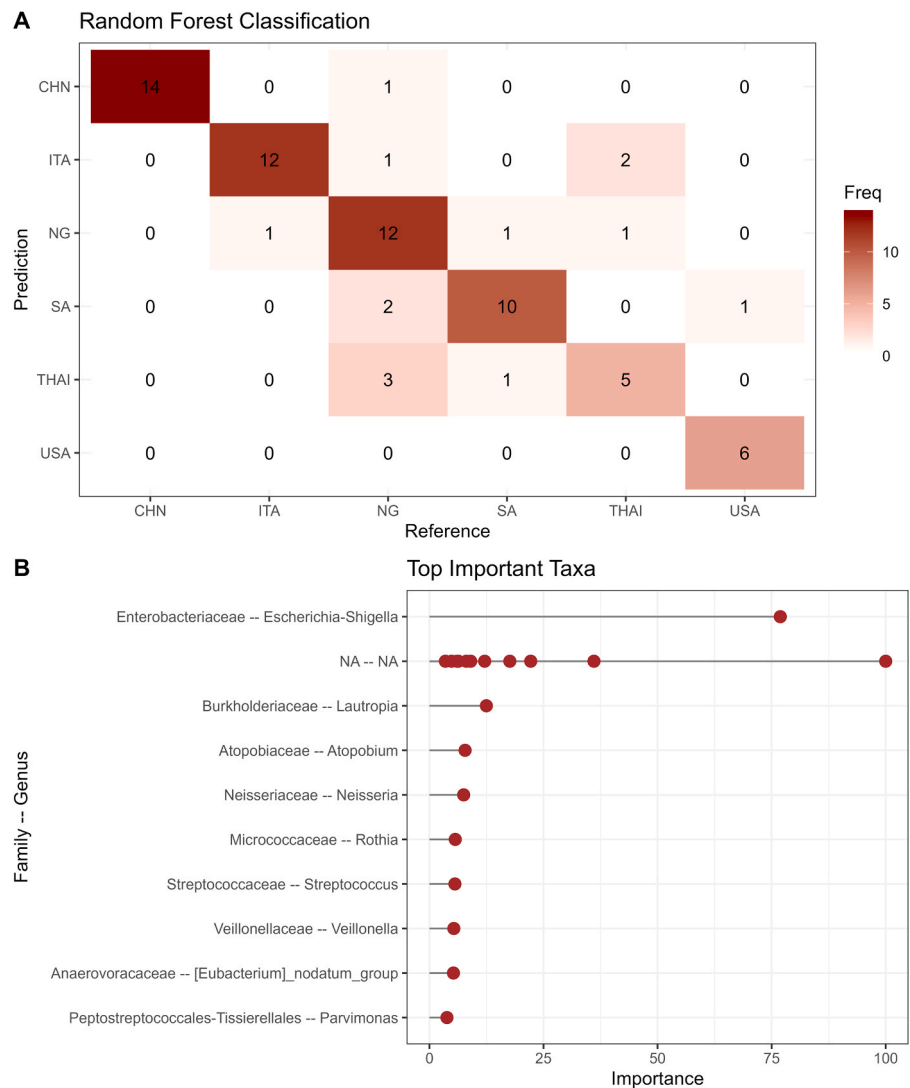 A Random Forest Classification
CHN 14 0 1 0 0 0
ITA 0 12 1 0 2 0
NG 0 1 12 1 1 0
SA 0 0 2 10 0 1
THAI 0 0 3 1 5 0
USA 0 0 0 0 0 6
CHN ITA NG SA THAI USA
Reference
Prediction
Freq
10
5
0
B Top Important Taxa
Enterobacteriaceae -- Escherichia-Shigella
NA -- NA
Burkholderiaceae -- Lautropia
Atopobiaceae -- Atopobium
Neisseriaceae -- Neisseria
Micrococcaceae -- Rothia
Streptococcaceae -- Streptococcus
Veillonellaceae -- Veillonella
Anaerovoracaceae -- [Eubacterium]_nodatum_group
Peptostreptococcales-Tissierellales -- Parvimonas
Family -- Genus
0 25 50 75 100
Importance